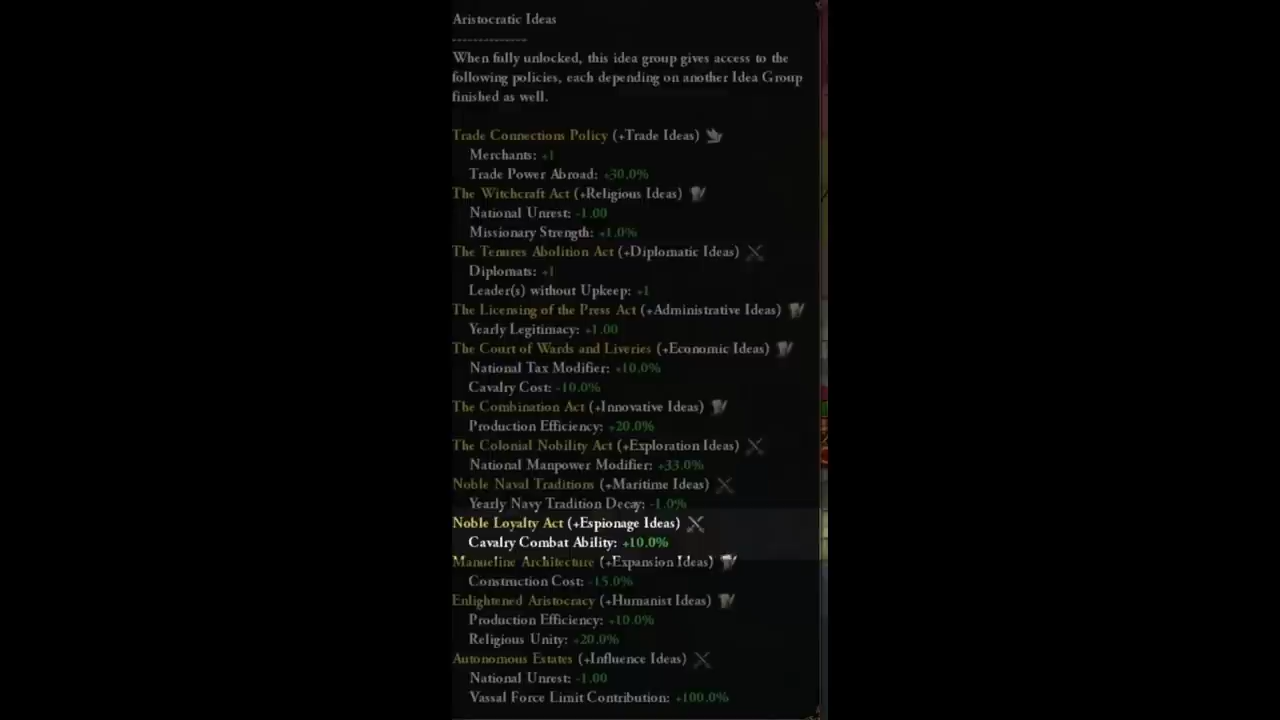 Aristocratic Ideas
--------------
When fully unlocked, this idea group gives access to the
following policies, each depending on another Idea Group
finished as well.
Trade Connections Policy (+Trade Ideas)
Merchants: +1
Trade Power Abroad: +30.0%
The Witchcraft Act (+Religious Ideas)
National Unrest: -1.00
Missionary Strength: +1.0%
The Tenures Abolition Act (+Diplomatic Ideas)
Diplomats: +1
Leader(s) without Upkeep: +1
The Licensing of the Press Act (+Administrative Ideas)
Yearly Legitimacy: +1.00
The Court of Wards and Liveries (+Economic Ideas)
National Tax Modifier: +10.0%
Cavalry Cost: -10.0%
The Combination Act (+Innovative Ideas)
Production Efficiency: +20.0%
The Colonial Nobility Act (+Exploration Ideas)
National Manpower Modifier: +33.0%
Noble Naval Traditions (+Maritime Ideas)
Yearly Navy Tradition Decay: -1.0%
Noble Loyalty Act (+Espionage Ideas)
Cavalry Combat Ability: +10.0%
Manueline Architecture (+Expansion Ideas)
Construction Cost: -15.0%
Enlightened Aristocracy (+Humanist Ideas)
Production Efficiency: +10.0%
Religious Unity: +20.0%
Autonomous Estates (+Influence Ideas)
National Unrest: -1.00
Vassal Force Limit Contribution: +100.0%